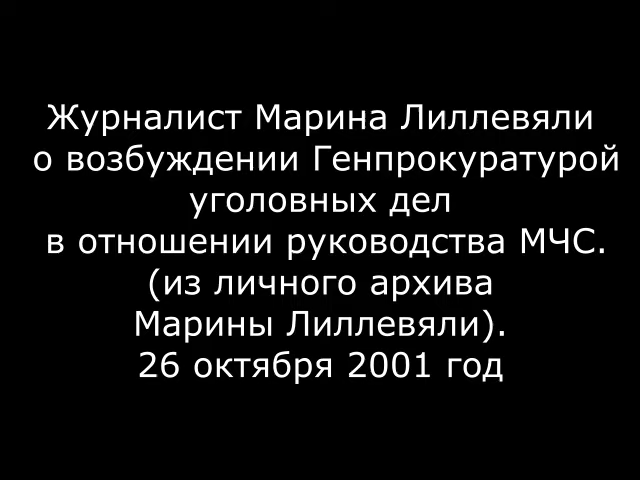 Журналист Марина Лиллевяли
о возбуждении Генпрокуратурой
уголовных дел
в отношении руководства МЧС.
(из личного архива
Марины Лиллевяли).
26 октября 2001 год